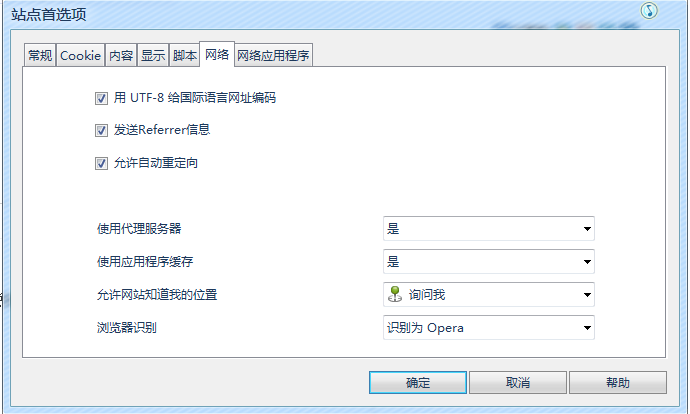 站点首选项
常规 Cookie 内容 显示 脚本 网络 网络应用程序
用 UTF-8 给国际语言网址编码
发送Referrer信息
允许自动重定向
使用代理服务器 是
使用应用程序缓存 是
允许网站知道我的位置 询问我
浏览器识别 识别为 Opera
确定 取消 帮助